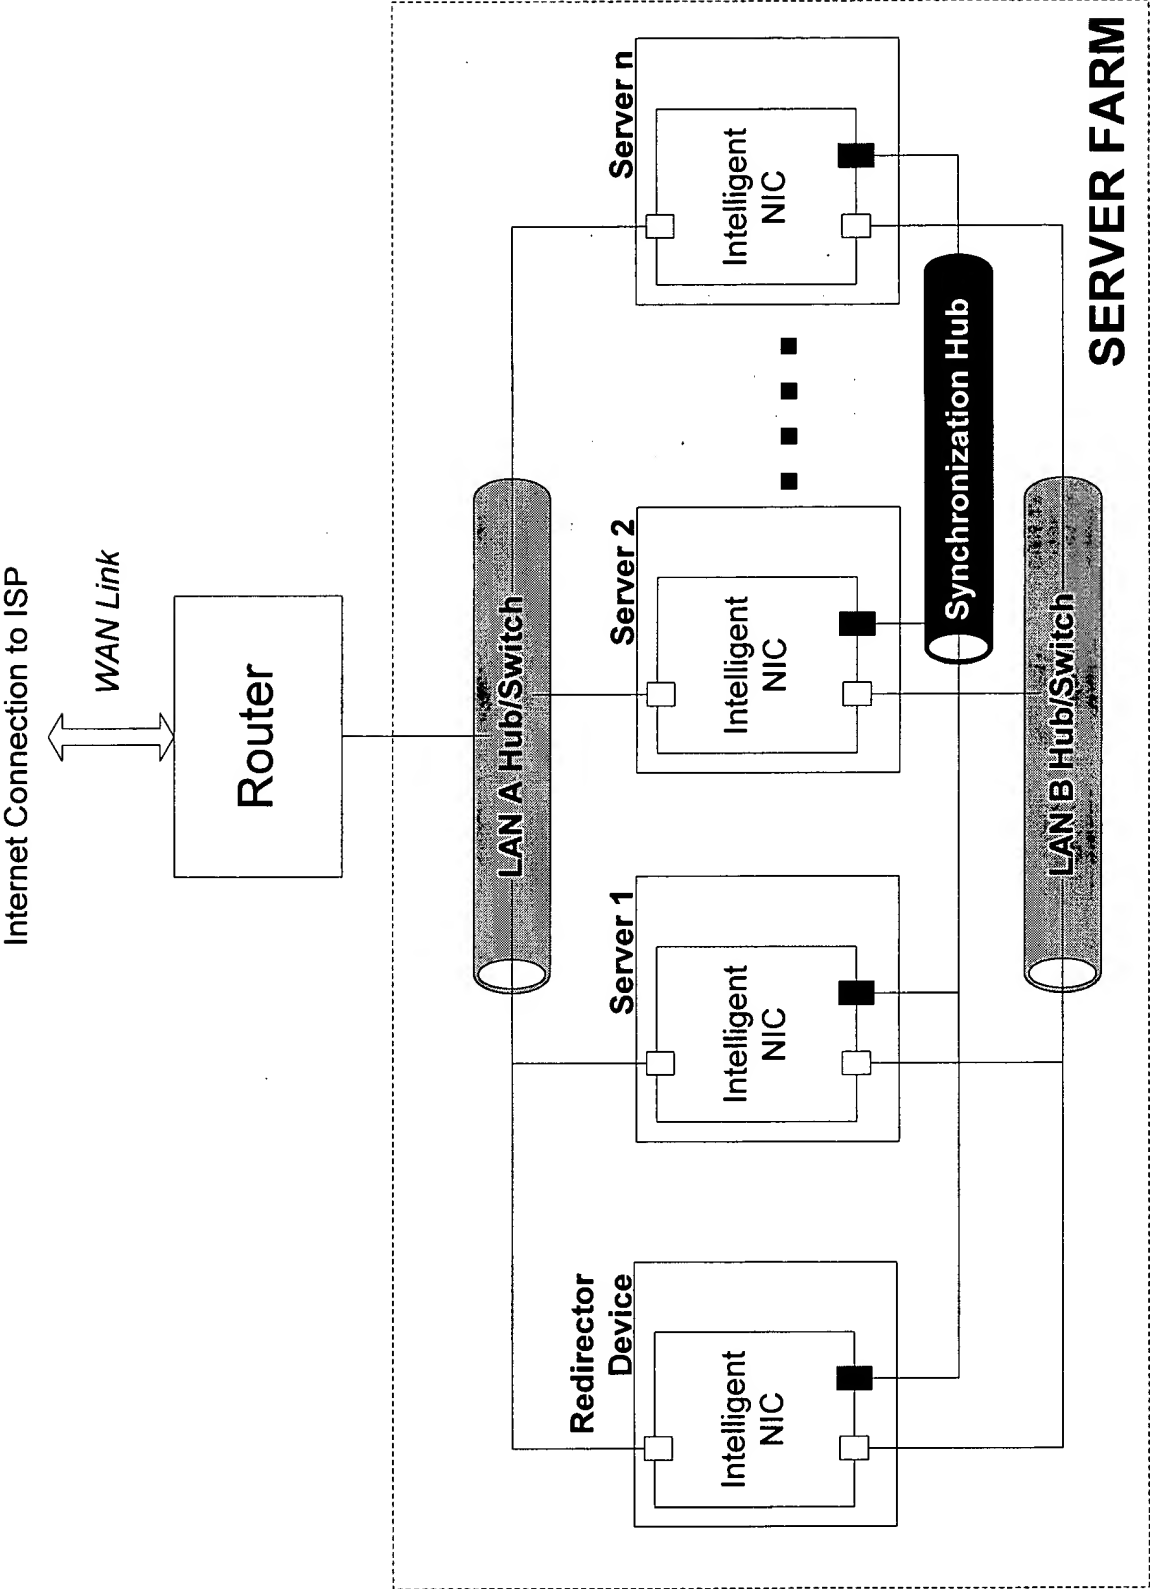 Internet Connection to ISP
WAN Link
Router
LAN A Hub/Switch
Redirector
Device
Intelligent
NIC
Server 1
Intelligent
NIC
Server 2
Intelligent
NIC
Server n
Intelligent
NIC
Synchronization Hub
LAN B Hub/Switch
SERVER FARM